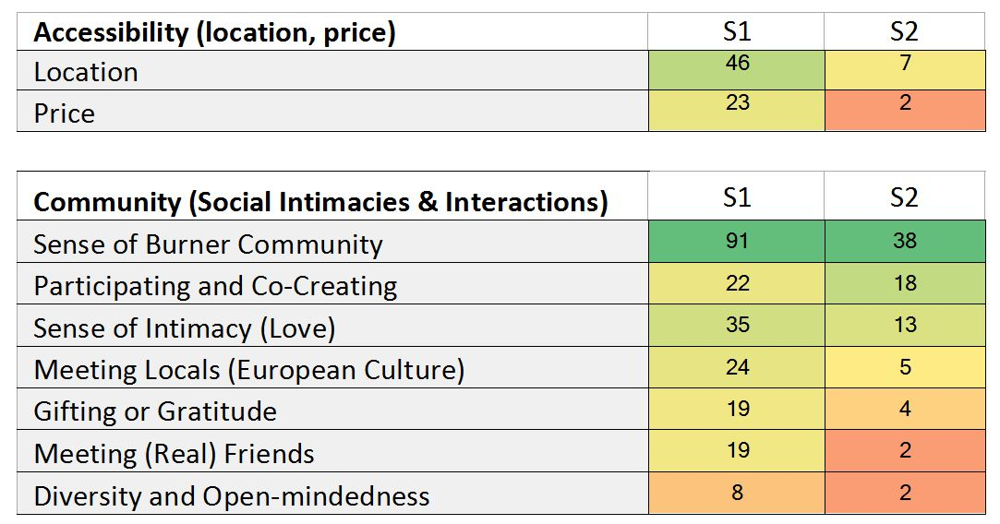 Accessibility (location, price) S1 S2
Location 46 7
Price 23 2
Community (Social Intimacies & Interactions) S1 S2
Sense of Burner Community 91 38
Participating and Co-Creating 22 18
Sense of Intimacy (Love) 35 13
Meeting Locals (European Culture) 24 5
Gifting or Gratitude 19 4
Meeting (Real) Friends 19 2
Diversity and Open-mindedness 8 2